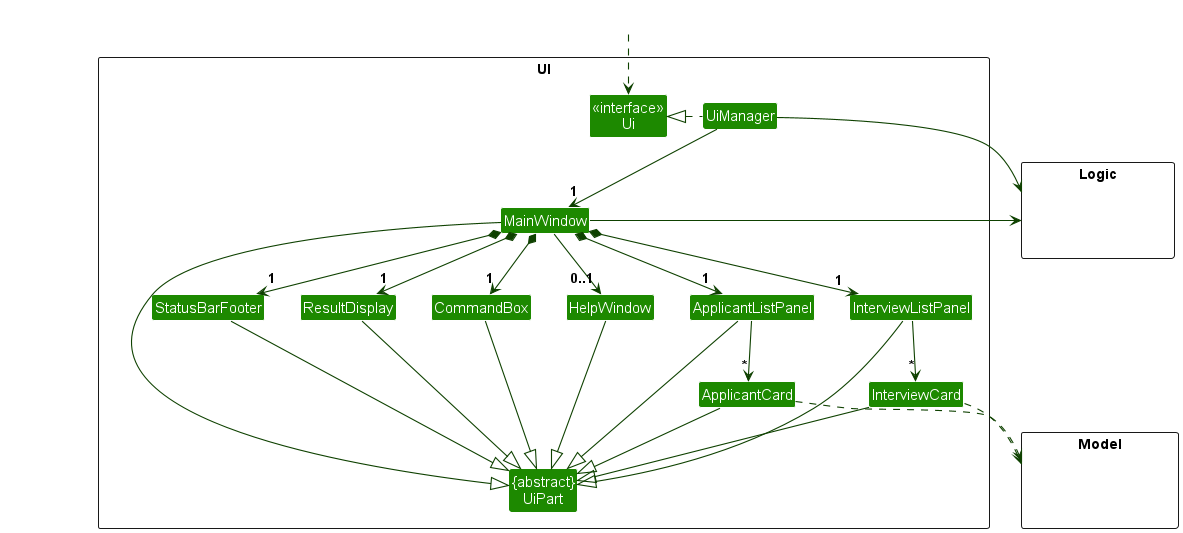 UI
«interface»
Ui
UiManager
Logic
1
MainWindow
1
1
1
0..1
1
1
StatusBarFooter
ResultDisplay
CommandBox
HelpWindow
ApplicantListPanel
InterviewListPanel
*
*
ApplicantCard
InterviewCard
Model
{abstract}
UiPart